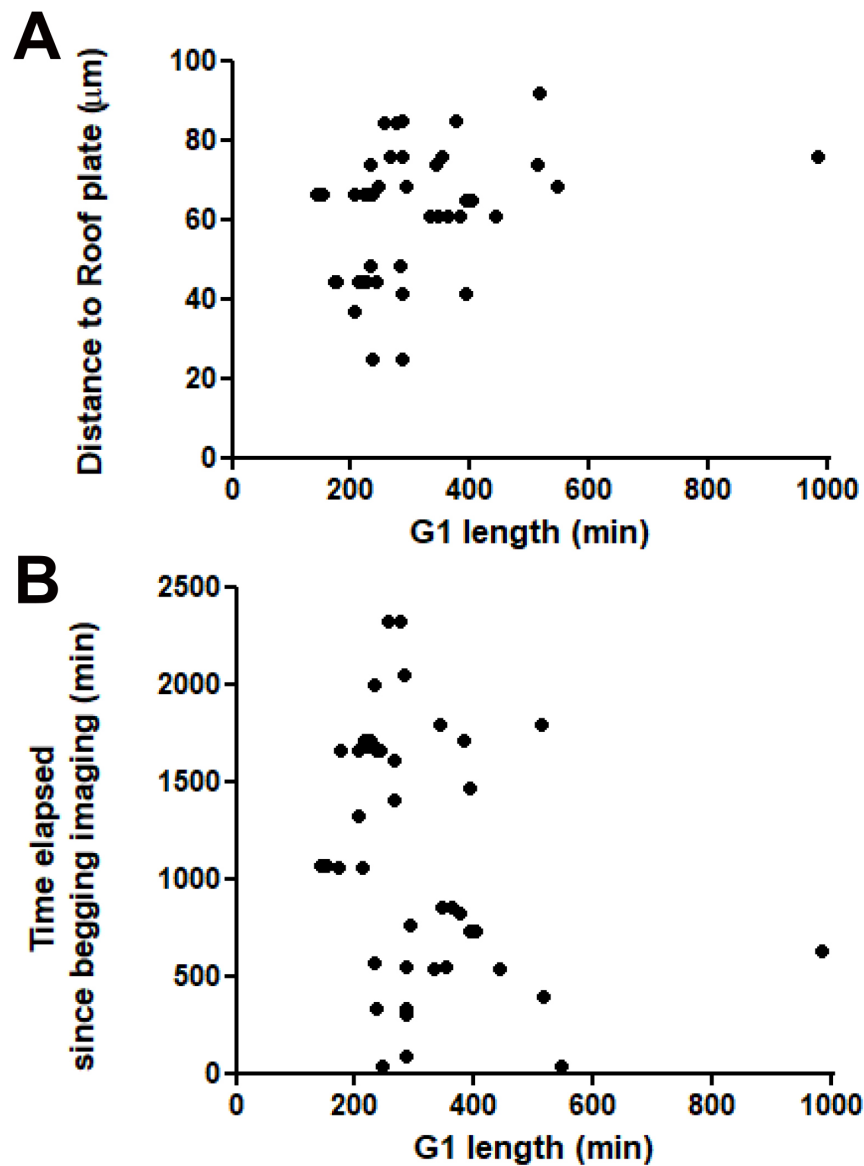 A
Distance to Roof plate (μm)
100
80
60
40
20
0
0 200 400 600 800 1000
G1 length (min)
B
Time elapsed
since begging imaging (min)
2500
2000
1500
1000
500
0
0 200 400 600 800 1000
G1 length (min)